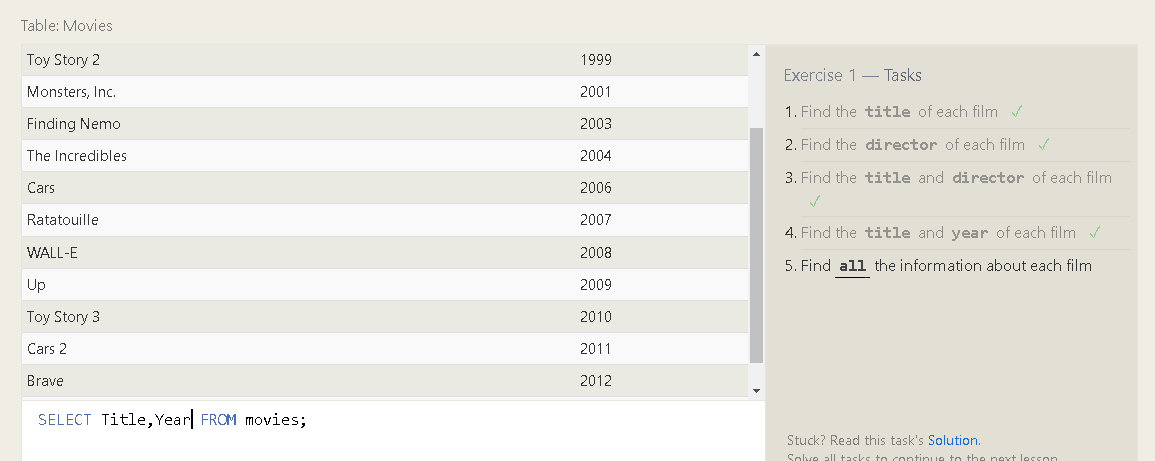 Table: Movies
Toy Story 2 1999
Monsters, Inc. 2001
Finding Nemo 2003
The Incredibles 2004
Cars 2006
Ratatouille 2007
WALL-E 2008
Up 2009
Toy Story 3 2010
Cars 2 2011
Brave 2012
SELECT Title,Year FROM movies;
Exercise 1 — Tasks
1. Find the title of each film ✓
2. Find the director of each film ✓
3. Find the title and director of each film
✓
4. Find the title and year of each film ✓
5. Find all the information about each film
Stuck? Read this task's Solution.
Solve all tasks to continue to the next lesson.